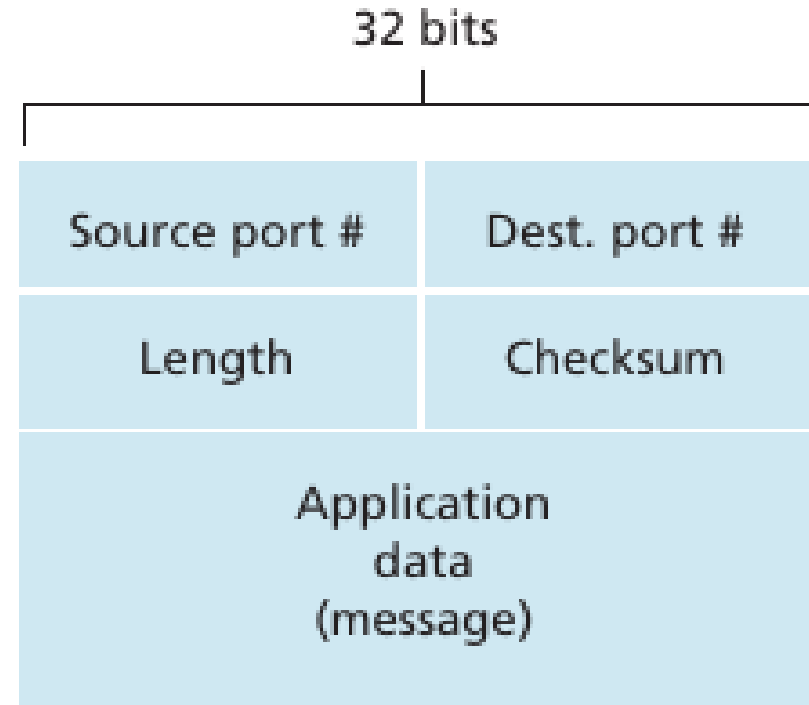 32 bits
Source port #
Dest. port #
Length
Checksum
Application
data
(message)